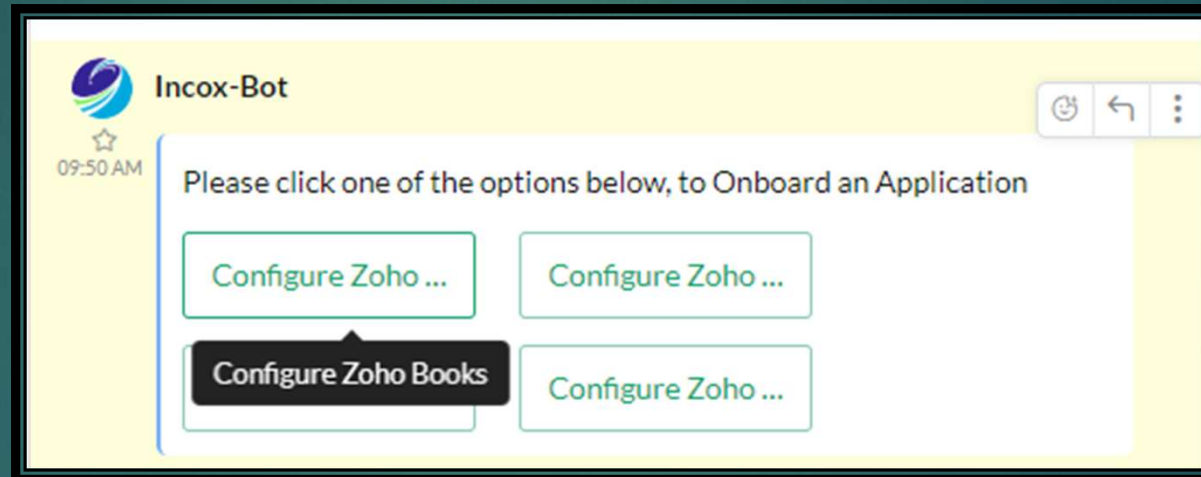 Incox-Bot
09:50 AM
Please click one of the options below, to Onboard an Application
Configure Zoho ...
Configure Zoho ...
Configure Zoho Books
Configure Zoho ...